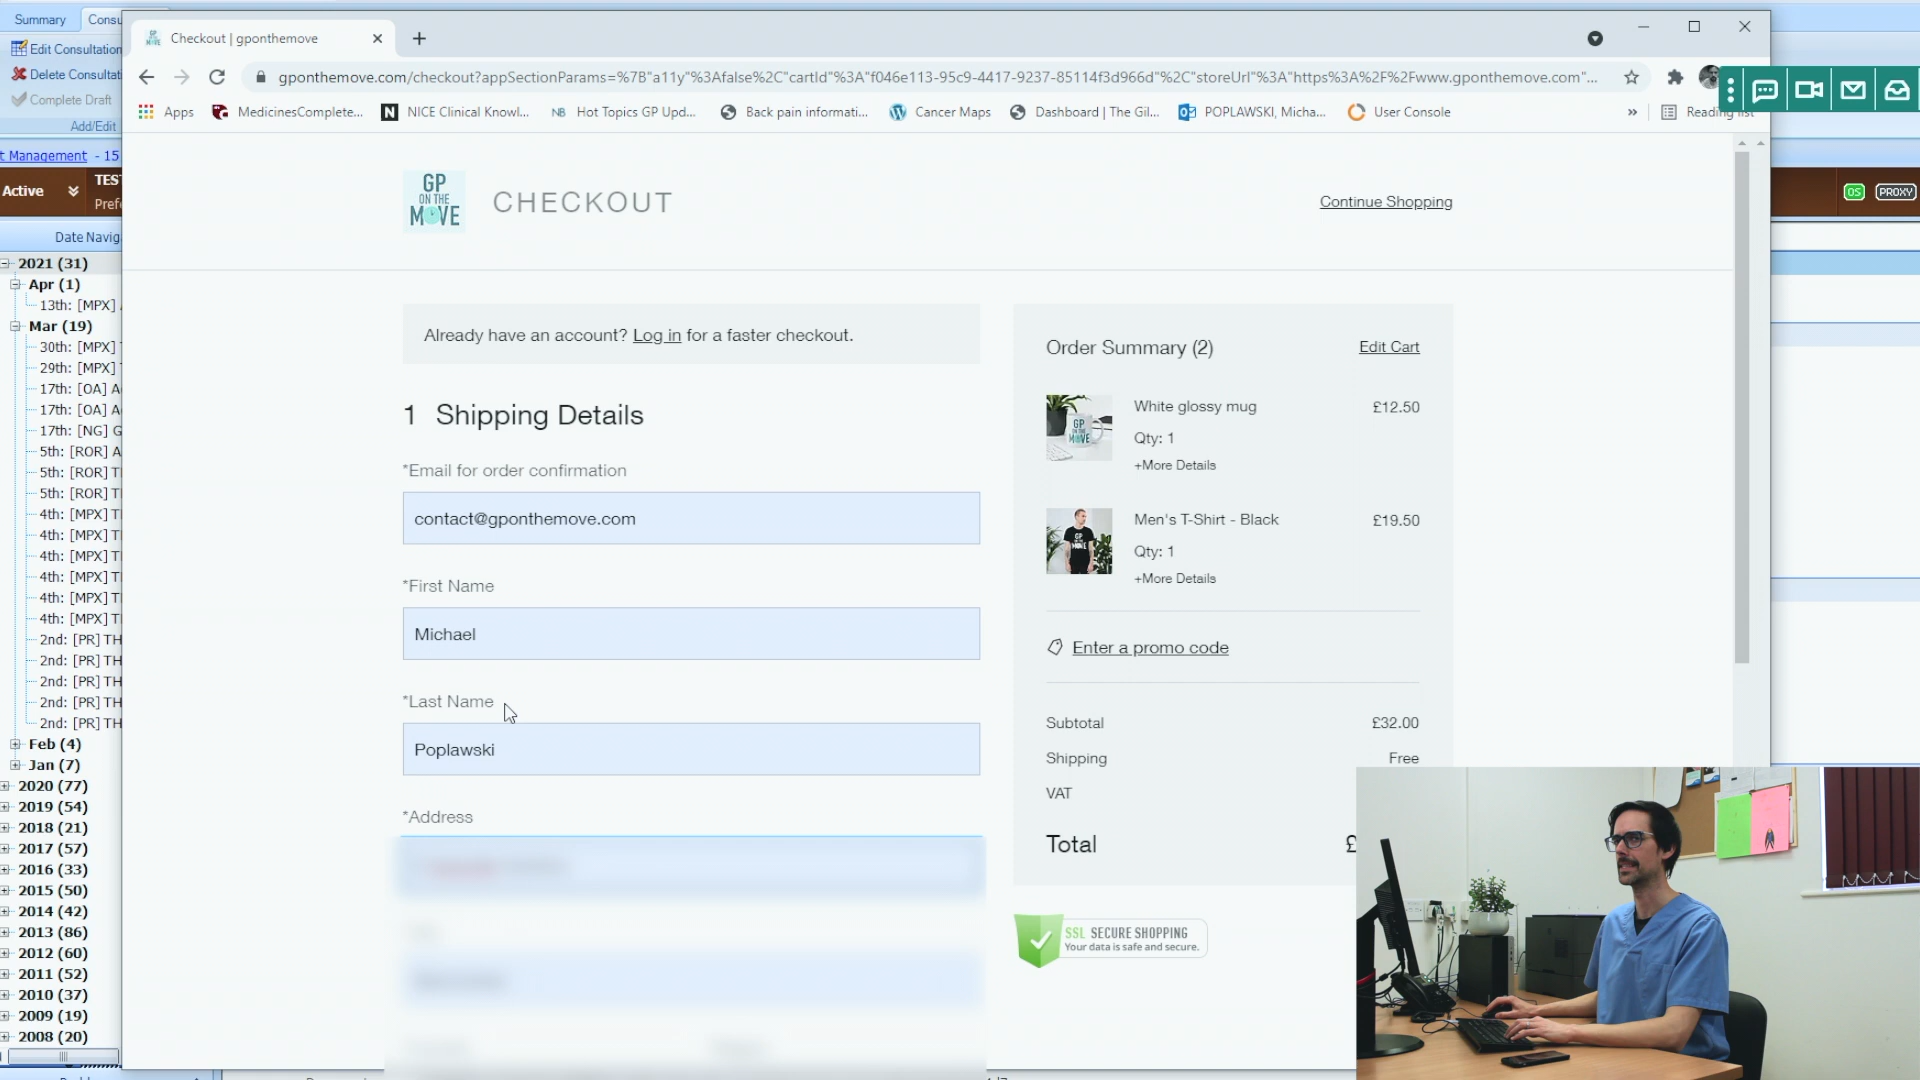 Summary
Consu
Edit Consultation
Delete Consultat
Complete Draft
Add/Edit
t Management - 15
Active
TEST
Prefe
Date Navig
2021 (31)
Apr (1)
13th: [MPX]
Mar (19)
30th: [MPX] T
29th: [MPX] T
17th: [OA] A
17th: [OA] A
17th: [NG] G
5th: [ROR] A
5th: [ROR] T
5th: [ROR] T
4th: [MPX] T
4th: [MPX] T
4th: [MPX] T
4th: [MPX] T
4th: [MPX] T
4th: [MPX] T
2nd: [PR] TH
2nd: [PR] TH
2nd: [PR] TH
2nd: [PR] TH
2nd: [PR] TH
Feb (4)
Jan (7)
2020 (77)
2019 (54)
2018 (21)
2017 (57)
2016 (33)
2015 (50)
2014 (42)
2013 (86)
2012 (60)
2011 (52)
2010 (37)
2009 (19)
2008 (20)
Checkout | gponthemove
gponthemove.com/checkout?appSectionParams=%7B"a11y"%3Afalse%2C"cartId"%3A"f046e113-95c9-4417-9237-85114f3d966d"%2C"storeUrl"%3A"https%3A%2F%2Fwww.gponthemove.com"...
Apps
MedicinesComplete...
NICE Clinical Knowl...
NB Hot Topics GP Upd...
Back pain informati...
Cancer Maps
Dashboard | The Gil...
POPLAWSKI, Micha...
User Console
»
Reading list
OS
PROXY
GP
ON THE
MOVE
CHECKOUT
Continue Shopping
Already have an account? Log in for a faster checkout.
1 Shipping Details
*Email for order confirmation
contact@gponthemove.com
*First Name
Michael
*Last Name
Poplawski
*Address
Order Summary (2)
Edit Cart
White glossy mug
£12.50
Qty: 1
+More Details
Men's T-Shirt - Black
£19.50
Qty: 1
+More Details
Enter a promo code
Subtotal
£32.00
Shipping
Free
VAT
Total
£
SSL SECURE SHOPPING
Your data is safe and secure.